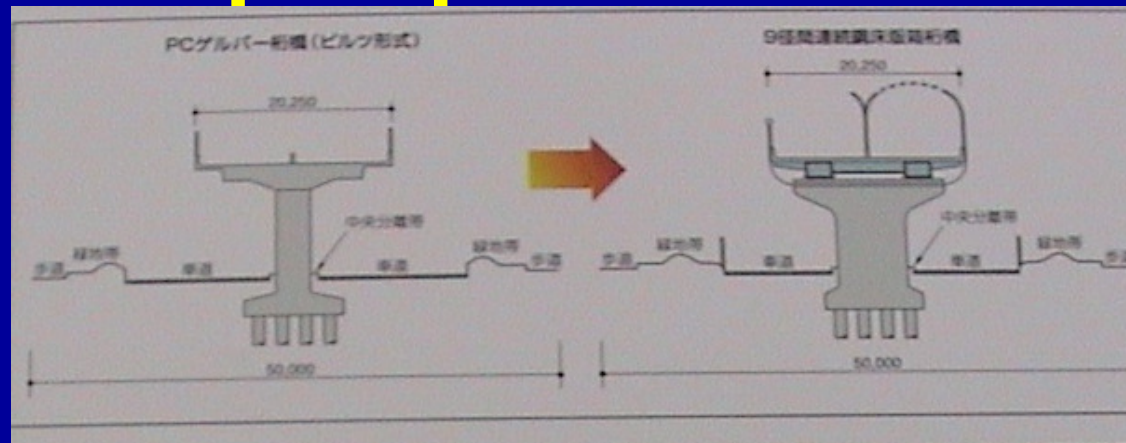 PCゲルバー桁橋(ピルツ形式)
20,250
中央分離帯
緑地帯
緑地帯
歩道
車道
車道
歩道
50,000
9径間連続鋼床版箱桁橋
20,250
中央分離帯
緑地帯
緑地帯
歩道
車道
車道
歩道
50,000